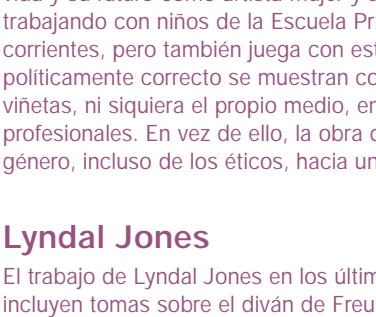 vida y su futuro como artista mujer y
trabajando con niños de la Escuela Pr
corrientes, pero también juega con est
políticamente correcto se muestran co
viñetas, ni siquiera el propio medio, en
profesionales. En vez de ello, la obra d
género, incluso de los éticos, hacia un
Lyndal Jones
El trabajo de Lyndal Jones en los últim
incluyen tomas sobre el diván de Freu